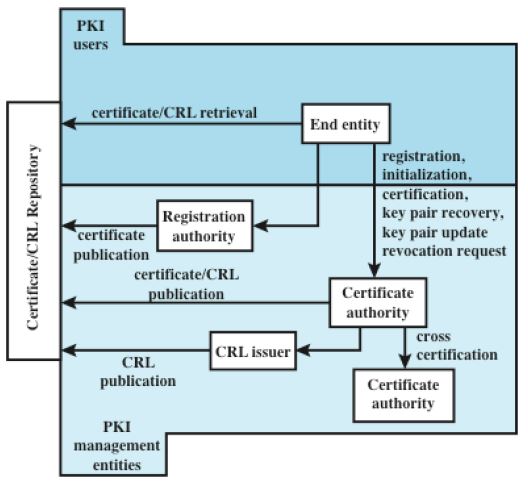 PKI
users
certificate/CRL retrieval
End entity
registration,
initialization,
certification,
key pair recovery,
key pair update
revocation request
Certificate/CRL Repository
Registration
authority
certificate
publication
certificate/CRL
publication
Certificate
authority
CRL issuer
cross
certification
CRL
publication
Certificate
authority
PKI
management
entities